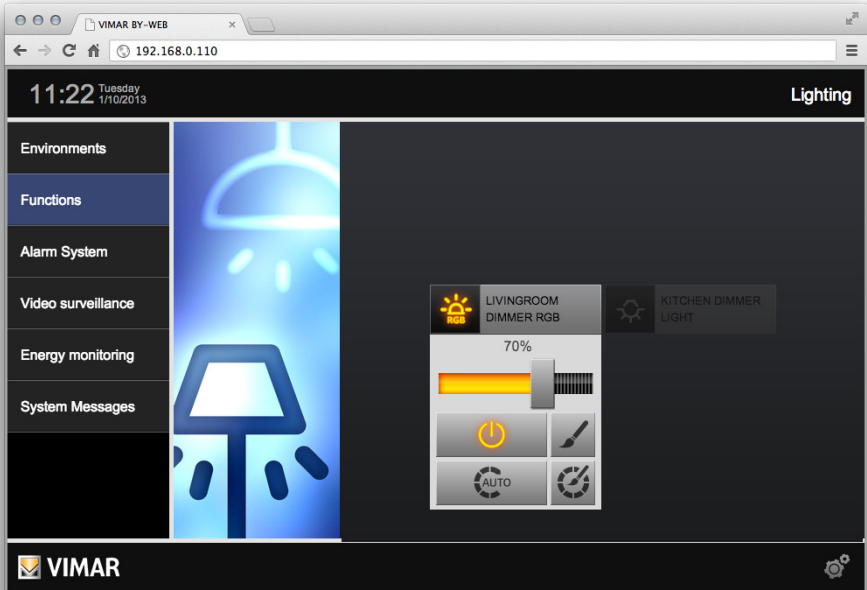 VIMAR BY-WEB
192.168.0.110
11:22 Tuesday
1/10/2013
Lighting
Environments
Functions
Alarm System
Video surveillance
Energy monitoring
System Messages
LIVINGROOM
DIMMER RGB
RGB
KITCHEN DIMMER
LIGHT
70%
AUTO
VIMAR